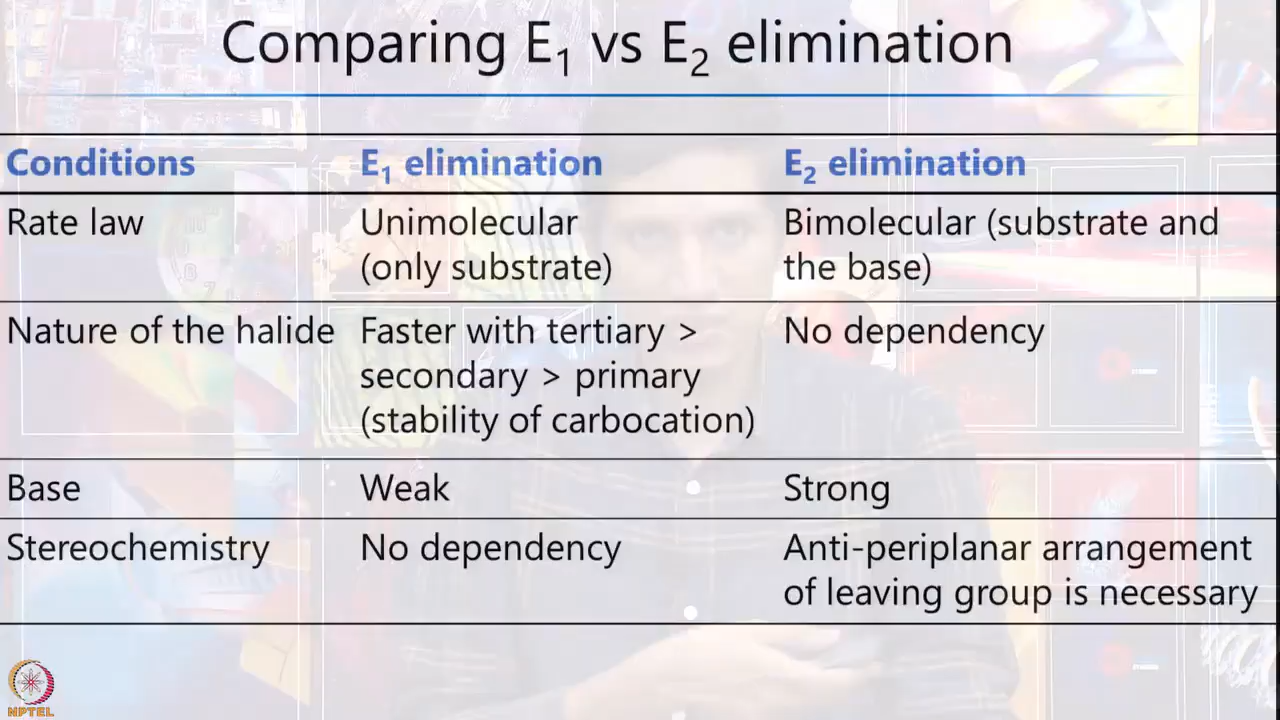 Comparing E₁ vs E₂ elimination
Conditions
E₁ elimination
E₂ elimination
Rate law
Unimolecular
(only substrate)
Bimolecular (substrate and
the base)
Nature of the halide
Faster with tertiary >
secondary > primary
(stability of carbocation)
No dependency
Base
Weak
Strong
Stereochemistry
No dependency
Anti-periplanar arrangement
of leaving group is necessary
NPTEL